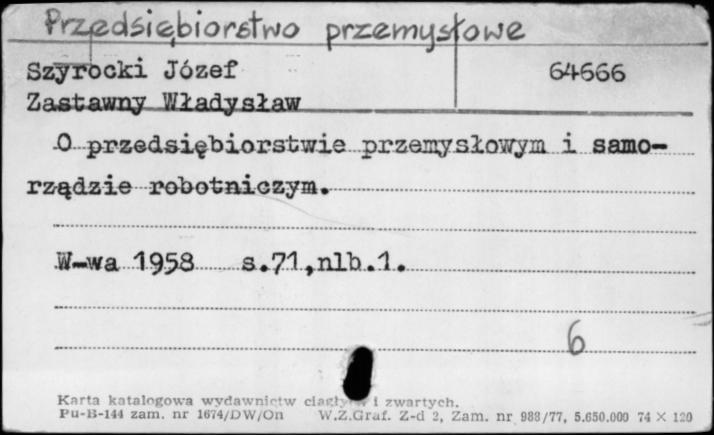 Przedsiębiorstwo przemysłowe
Szyrocki Józef 64666
Zastawny Władysław
O przedsiębiorstwie przemysłowym i samo-
rządzie robotniczym.
W-wa 1958 s.71,nlb.1.
6
Karta katalogowa wydawnictw ciągłych i zwartych.
Pu-B-144 zam. nr 1674/DW/On W.Z.Graf. Z-d 2, Zam. nr 988/77, 5.650.000 74 X 120